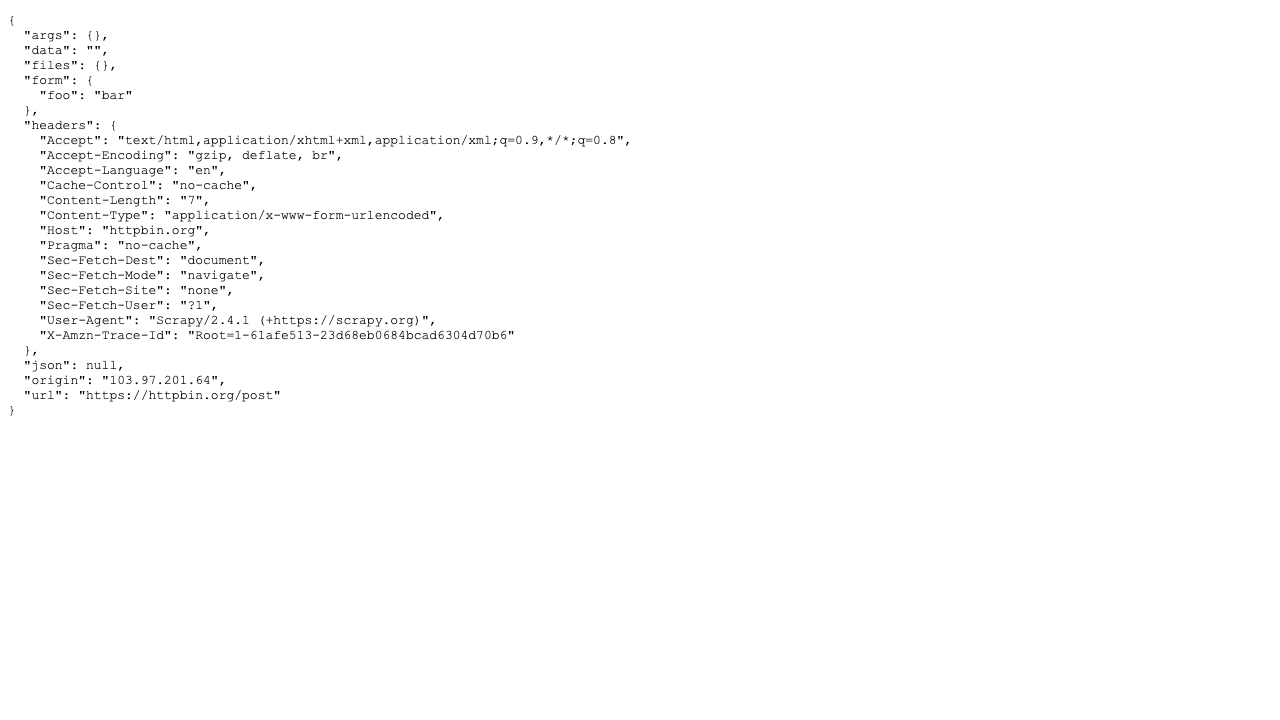 {
  "args": {},
  "data": "",
  "files": {},
  "form": {
    "foo": "bar"
  },
  "headers": {
    "Accept": "text/html,application/xhtml+xml,application/xml;q=0.9,*/*;q=0.8",
    "Accept-Encoding": "gzip, deflate, br",
    "Accept-Language": "en",
    "Cache-Control": "no-cache",
    "Content-Length": "7",
    "Content-Type": "application/x-www-form-urlencoded",
    "Host": "httpbin.org",
    "Pragma": "no-cache",
    "Sec-Fetch-Dest": "document",
    "Sec-Fetch-Mode": "navigate",
    "Sec-Fetch-Site": "none",
    "Sec-Fetch-User": "?1",
    "User-Agent": "Scrapy/2.4.1 (+https://scrapy.org)",
    "X-Amzn-Trace-Id": "Root=1-61afe513-23d68eb0684bcad6304d70b6"
  },
  "json": null,
  "origin": "103.97.201.64",
  "url": "https://httpbin.org/post"
}